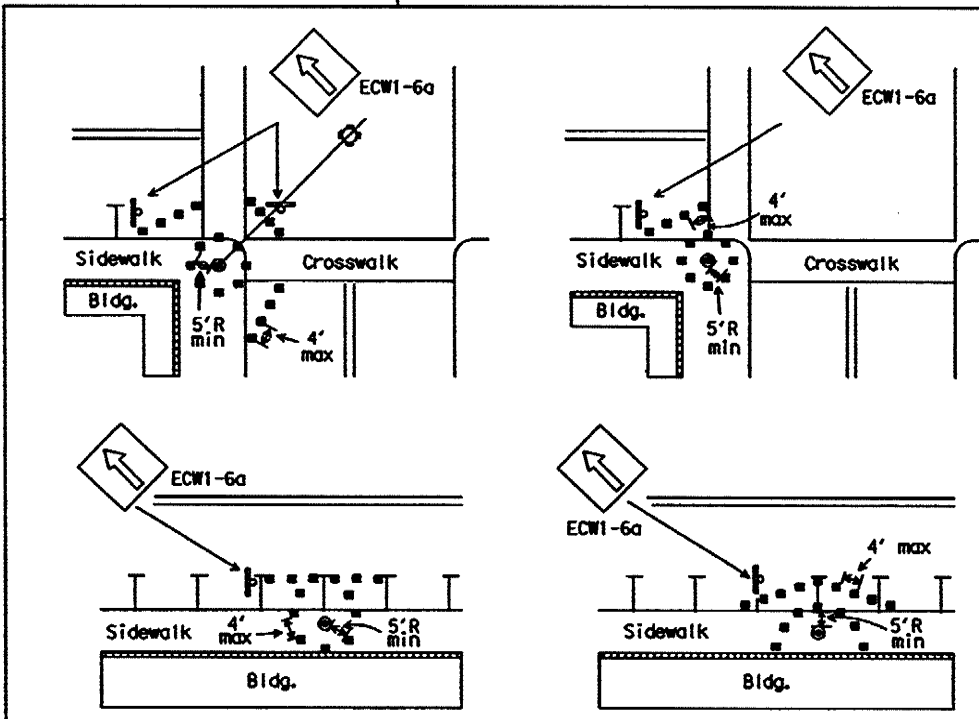 ECW1-6a
4'
max
Sidewalk
Crosswalk
Bldg.
5'R
min
ECW1-6a
4'
max
Sidewalk
Crosswalk
Bldg.
5'R
min
ECW1-6a
Sidewalk
4'
max
5'R
min
Bldg.
ECW1-6a
4' max
Sidewalk
5'R
min
Bldg.